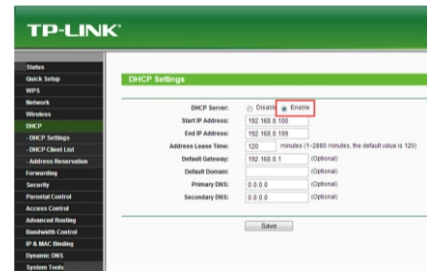 TP-LINK
Status
Quick Setup
WPS
Network
Wireless
DHCP
- DHCP Settings
- DHCP Client List
- Address Reservation
Forwarding
Security
Parental Control
Access Control
Advanced Routing
Bandwidth Control
IP & MAC Binding
Dynamic DNS
System Tools
DHCP Settings
DHCP Server: Disable Enable
Start IP Address: 192.168.0.100
End IP Address: 192.168.0.199
Address Lease Time: 120 minutes (1~2880 minutes, the default value is 120)
Default Gateway: 192.168.0.1 (Optional)
Default Domain: (Optional)
Primary DNS: 0.0.0.0 (Optional)
Secondary DNS: 0.0.0.0 (Optional)
Save